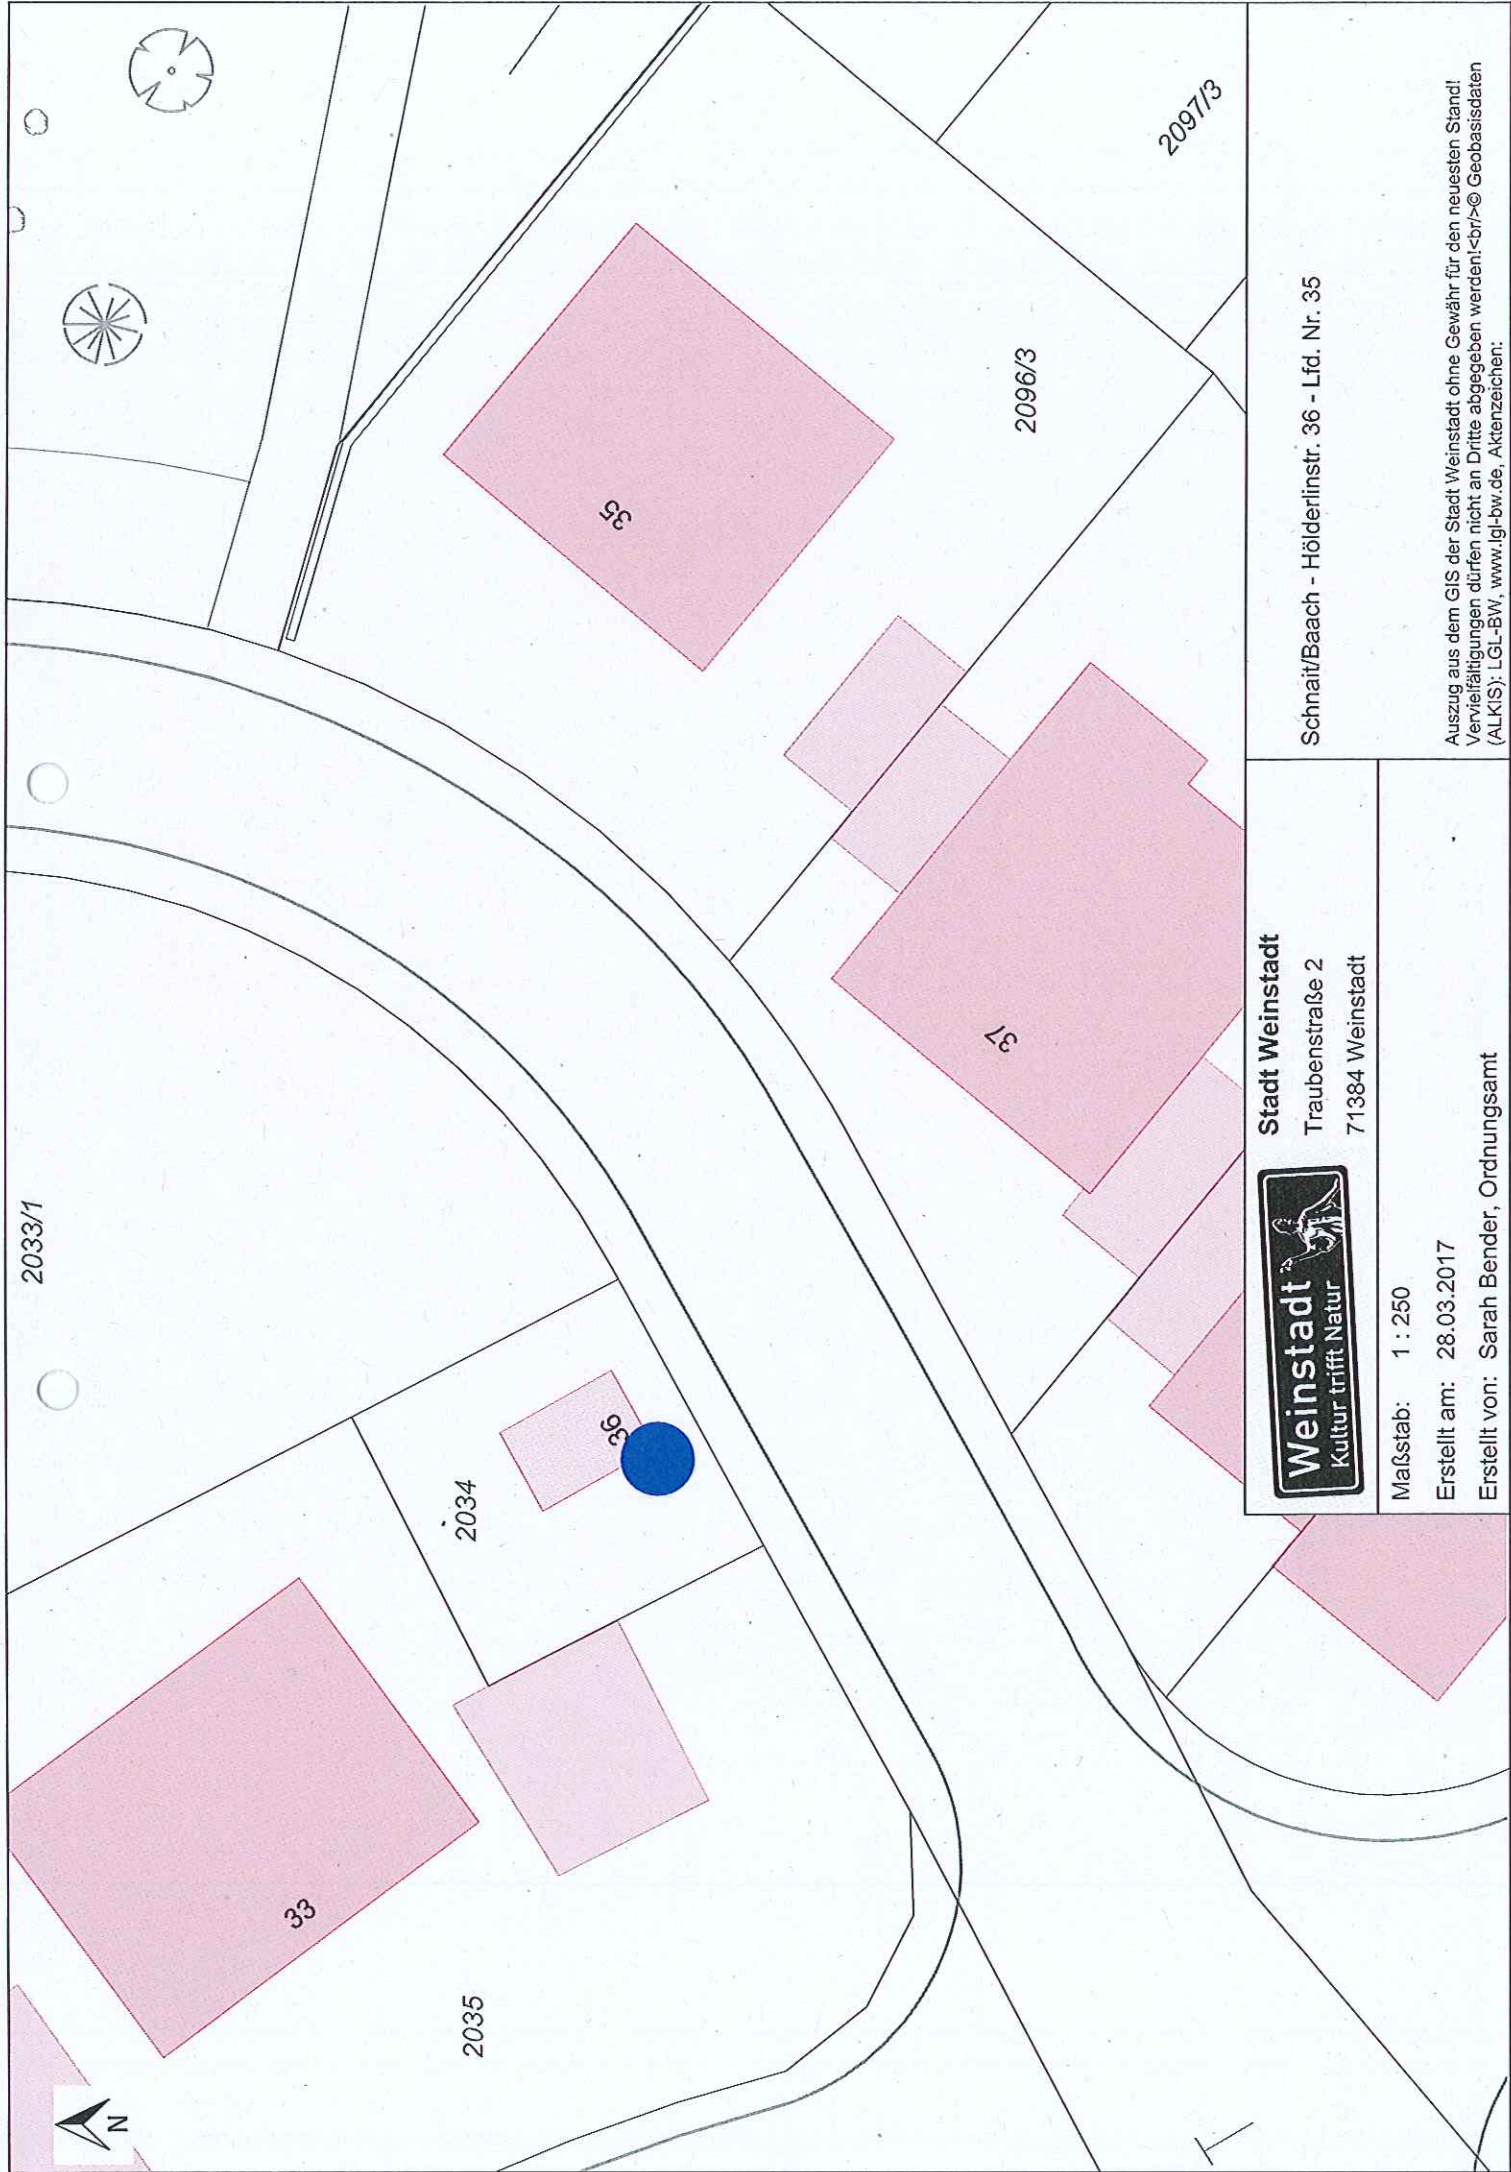 2033/1
33
2034
36
2035
35
2096/3
2097/3
37
N
Weinstadt
Kultur trifft Natur
Stadt Weinstadt
Traubenstraße 2
71384 Weinstadt
Maßstab: 1 : 250
Erstellt am: 28.03.2017
Erstellt von: Sarah Bender, Ordnungsamt
Schnait/Baach - Hölderlinstr. 36 - Lfd. Nr. 35
Auszug aus dem GIS der Stadt Weinstadt ohne Gewähr für den neuesten Stand!
Vervielfältigungen dürfen nicht an Dritte abgegeben werden!<br/>© Geobasisdaten
(ALKIS): LGL-BW, www.lgl-bw.de, Aktenzeichen: